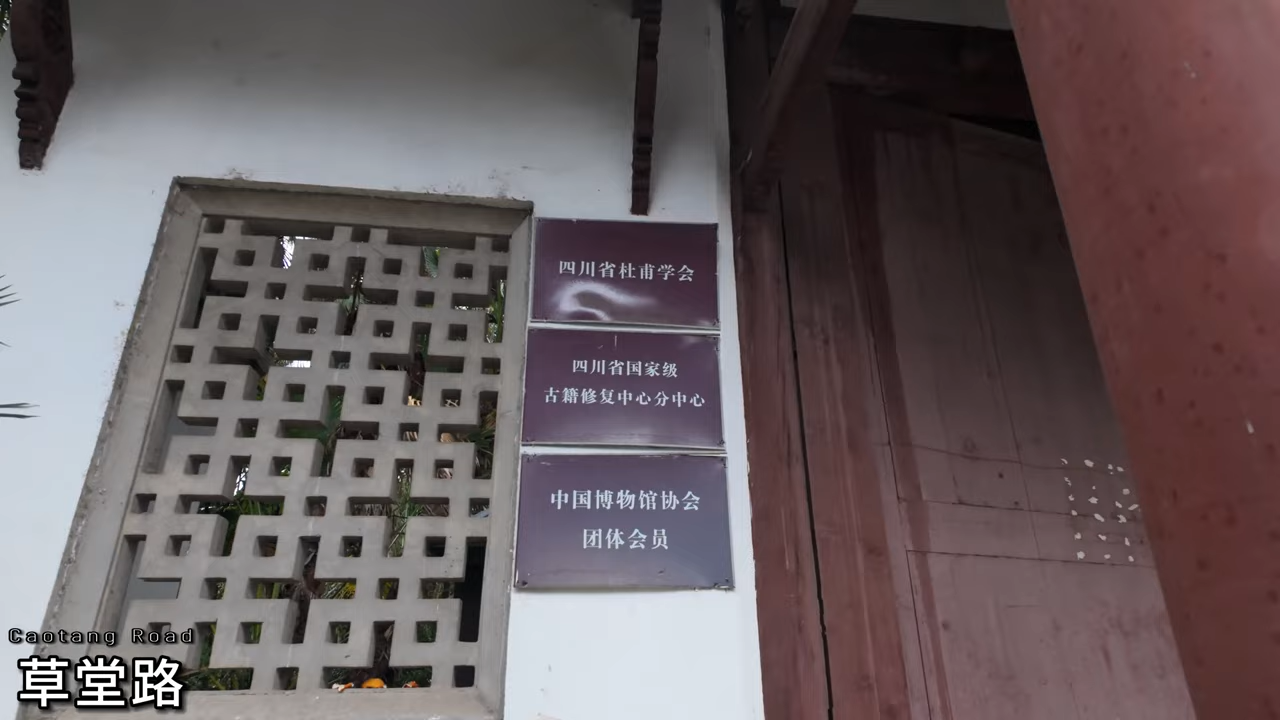 四川省杜甫学会
四川省国家级
古籍修复中心分中心
中国博物馆协会
团体会员
Caotang Road
草堂路